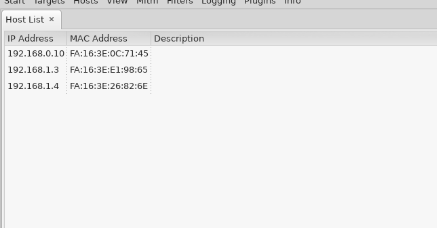 Start Targets Hosts View Mitm Filters Logging Plugins Info
Host List ×
IP Address MAC Address Description
192.168.0.10 FA:16:3E:0C:71:45
192.168.1.3 FA:16:3E:E1:98:65
192.168.1.4 FA:16:3E:26:82:6E